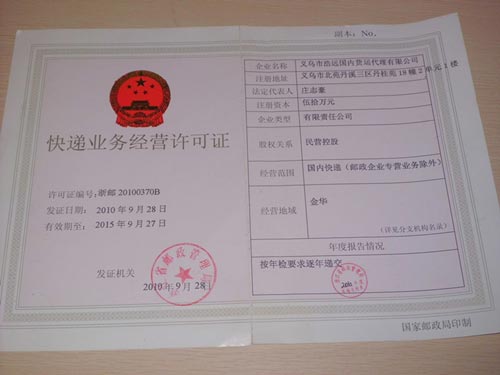 副本：No.
快递业务经营许可证
许可证编号：浙邮 20100370B
发证日期： 2010 年 9 月 28 日
有效期至： 2015 年 9 月 27 日
发证机关
省邮政管理局
2010 年 9 月 28 日
企业名称 义乌市浩远国内货运代理有限公司
注册地址 义乌市北苑丹溪三区丹桂苑 18 幢 2 单元 1 楼
法定代表人 庄志豪
注册资本 伍拾万元
企业类型 有限责任公司
股权关系 民营控股
经营范围 国内快递（邮政企业专营业务除外）
经营地域 金华
（详见分支机构名录）
年度报告情况
按年检要求逐年递交
国家邮政局印制